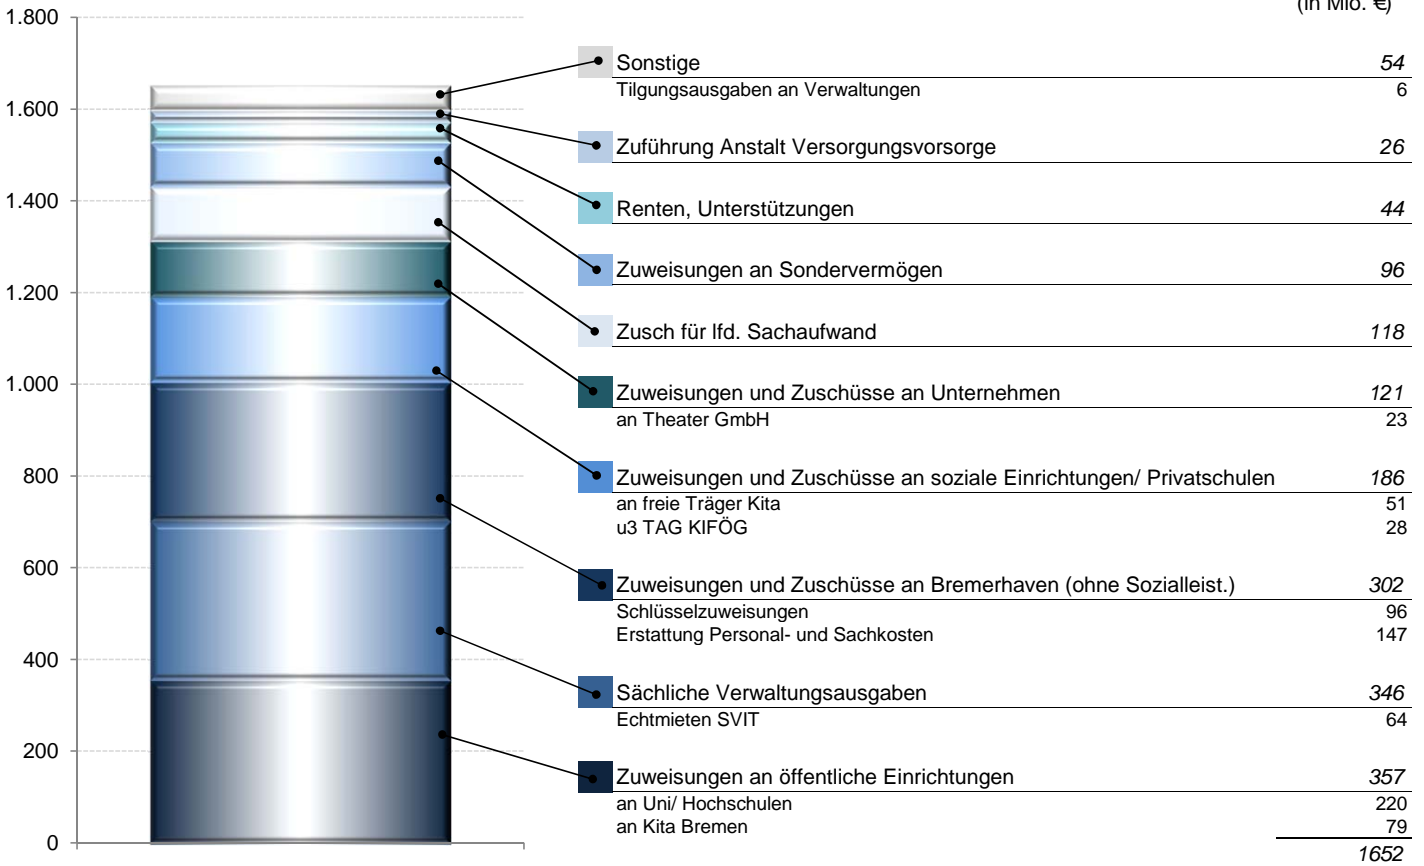 (in Mio. €)
1.800
1.600
1.400
1.200
1.000
800
600
400
200
0
Sonstige 54
Tilgungsausgaben an Verwaltungen 6
Zuführung Anstalt Versorgungsvorsorge 26
Renten, Unterstützungen 44
Zuweisungen an Sondervermögen 96
Zusch für lfd. Sachaufwand 118
Zuweisungen und Zuschüsse an Unternehmen 121
an Theater GmbH 23
Zuweisungen und Zuschüsse an soziale Einrichtungen/ Privatschulen 186
an freie Träger Kita 51
u3 TAG KIFÖG 28
Zuweisungen und Zuschüsse an Bremerhaven (ohne Sozialleist.) 302
Schlüsselzuweisungen 96
Erstattung Personal- und Sachkosten 147
Sächliche Verwaltungsausgaben 346
Echtmieten SVIT 64
Zuweisungen an öffentliche Einrichtungen 357
an Uni/ Hochschulen 220
an Kita Bremen 79
1652